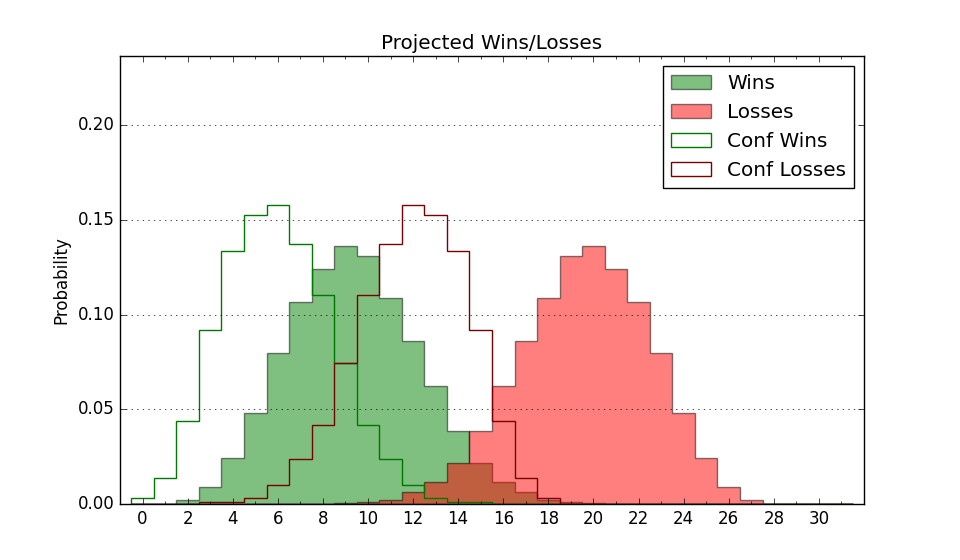 Projected Wins/Losses
Wins
Losses
Conf Wins
Conf Losses
Probability
0.20
0.15
0.10
0.05
0.00
0 2 4 6 8 10 12 14 16 18 20 22 24 26 28 30